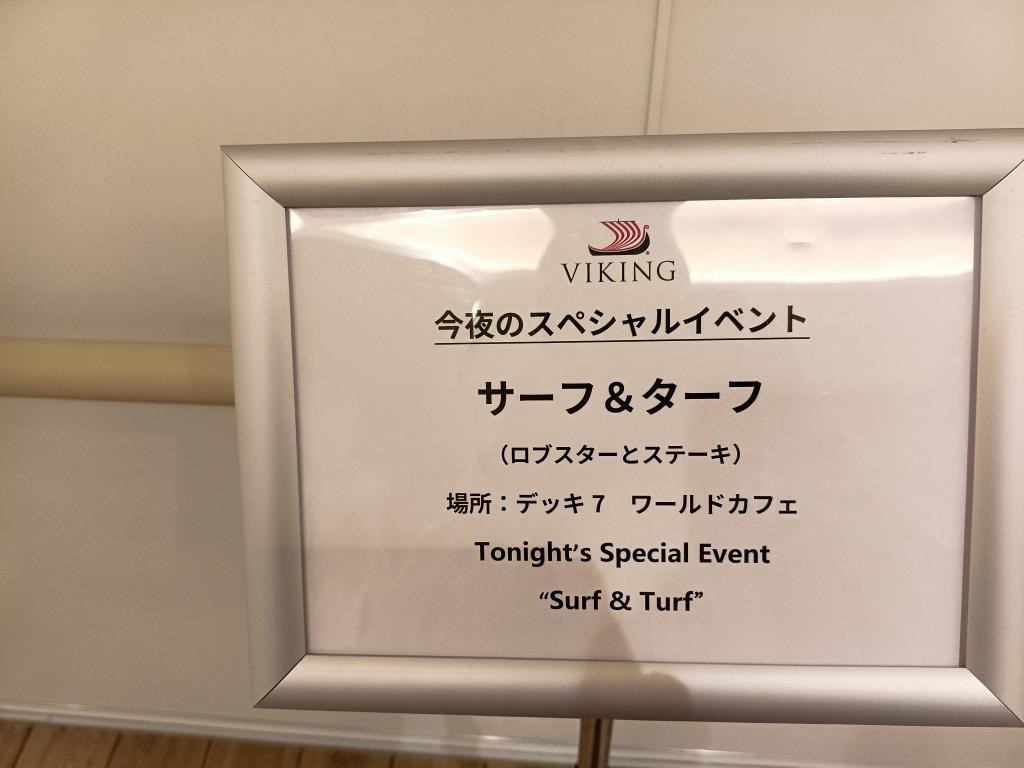 VIKING
今夜のスペシャルイベント
サーフ＆ターフ
（ロブスターとステーキ）
場所：デッキ 7　ワールドカフェ
Tonight’s Special Event
“Surf & Turf”